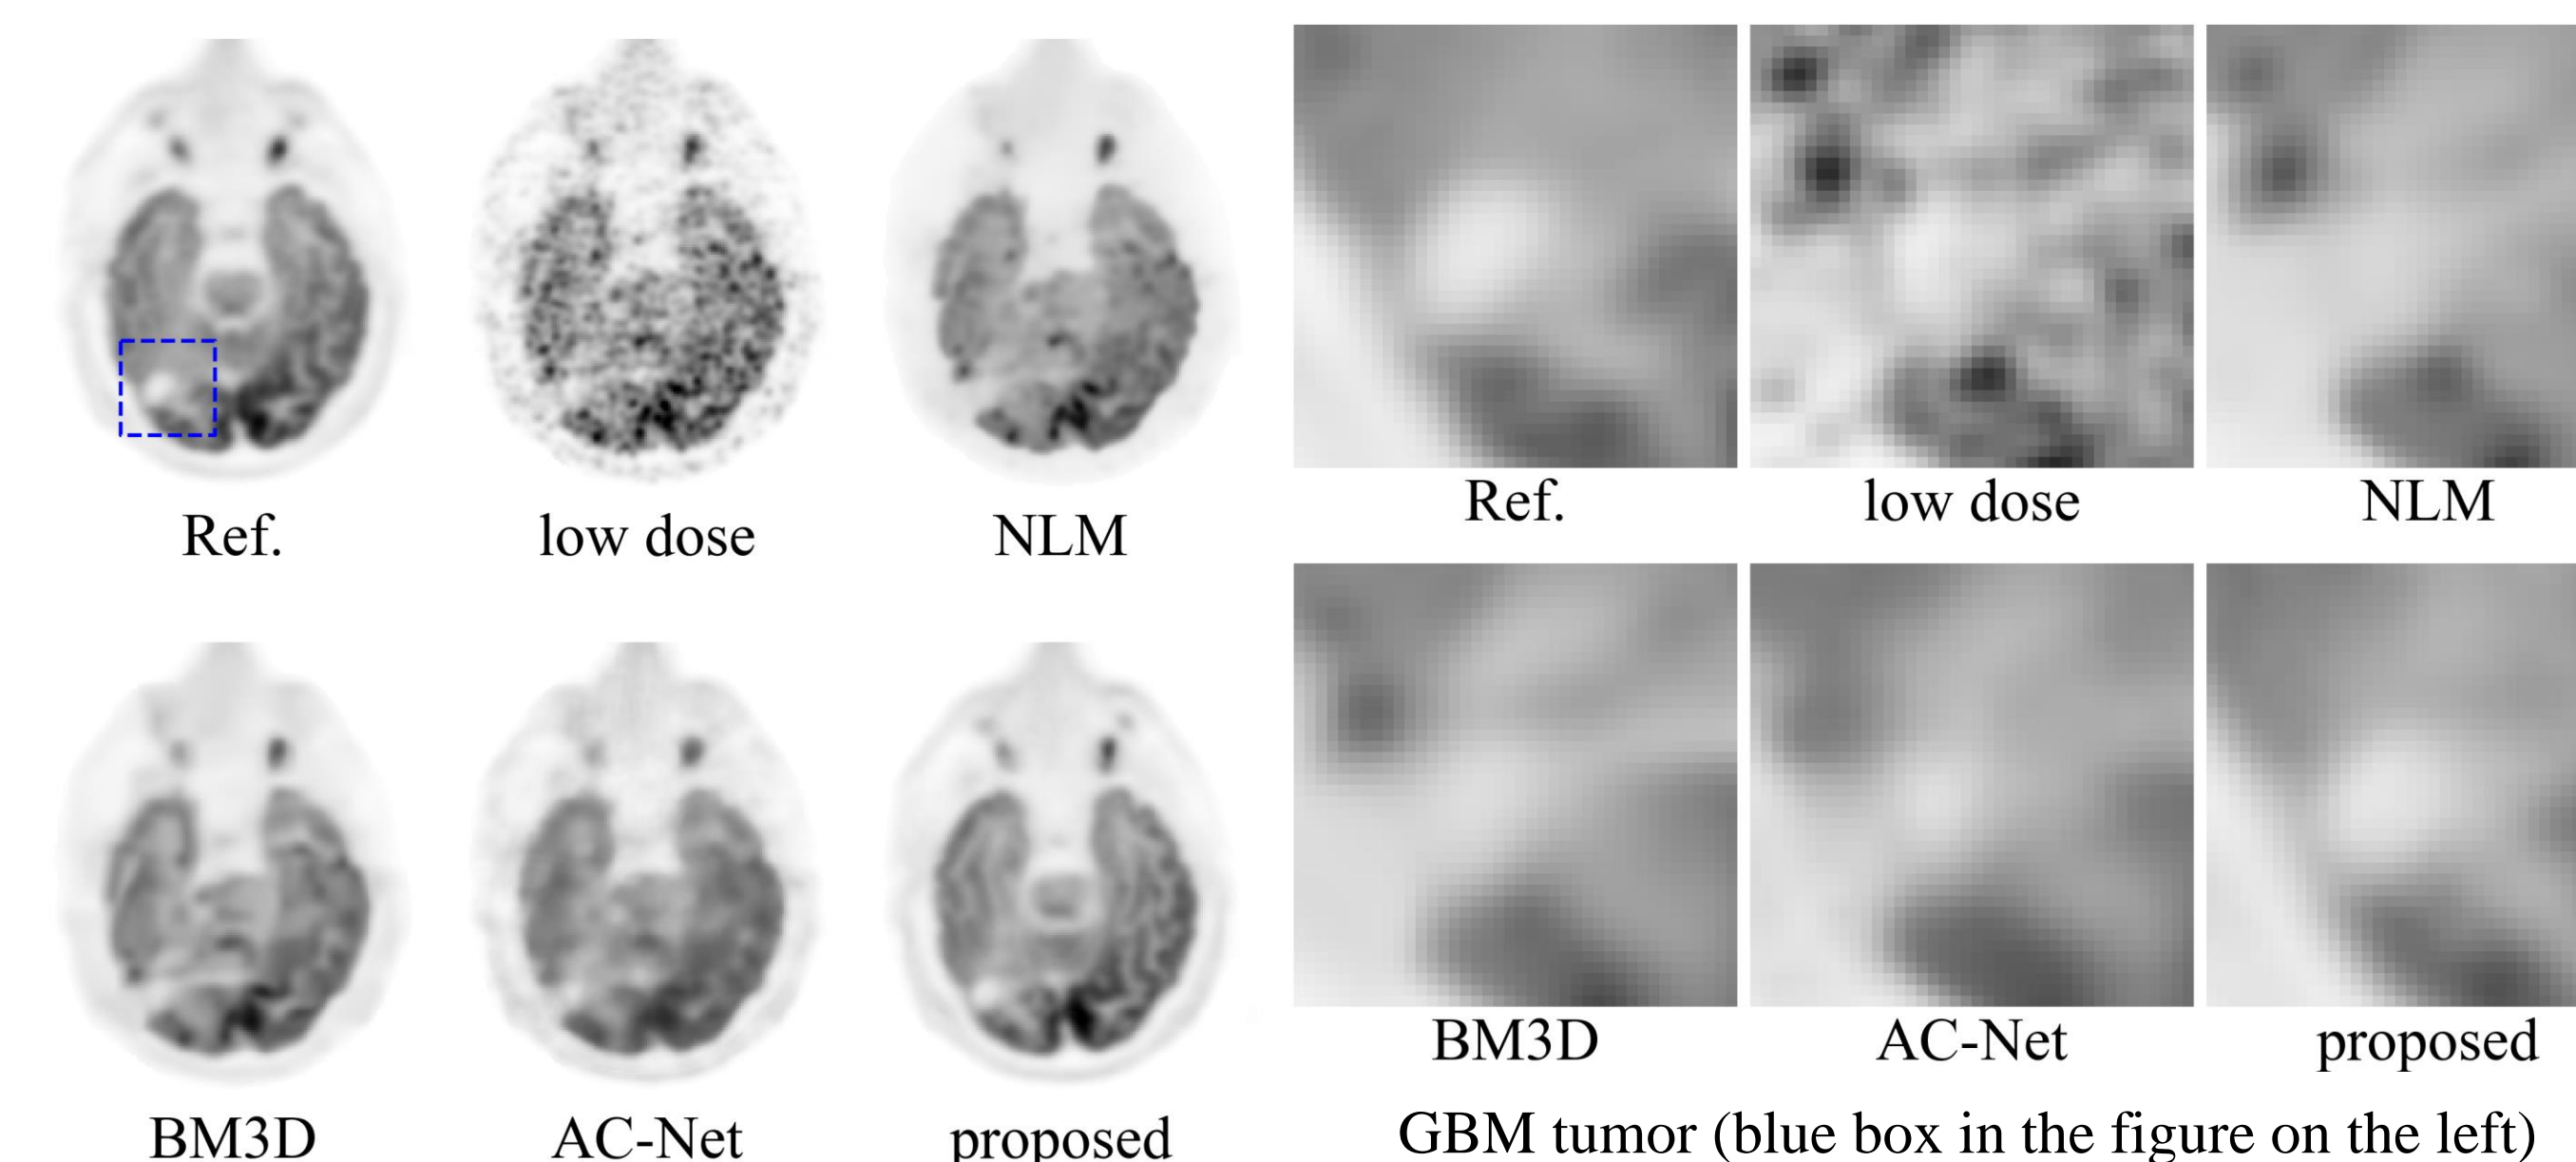 Ref.
low dose
NLM
BM3D
AC-Net
proposed
Ref.
low dose
NLM
BM3D
AC-Net
proposed
GBM tumor (blue box in the figure on the left)